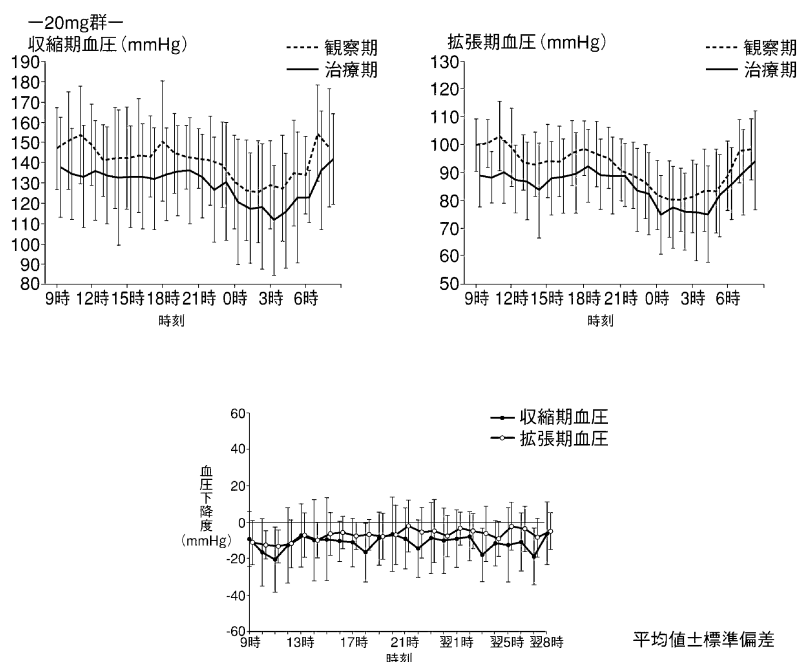 ―20mg群―
収縮期血圧（mmHg）
観察期
治療期
190
180
170
160
150
140
130
120
110
100
90
80
9時 12時 15時 18時 21時 0時 3時 6時
時刻
拡張期血圧（mmHg）
観察期
治療期
130
120
110
100
90
80
70
60
50
9時 12時 15時 18時 21時 0時 3時 6時
時刻
収縮期血圧
拡張期血圧
血圧下降度
（mmHg）
60
40
20
0
-20
-40
-60
9時 13時 17時 21時 翌1時 翌5時 翌8時
時刻
平均値±標準偏差